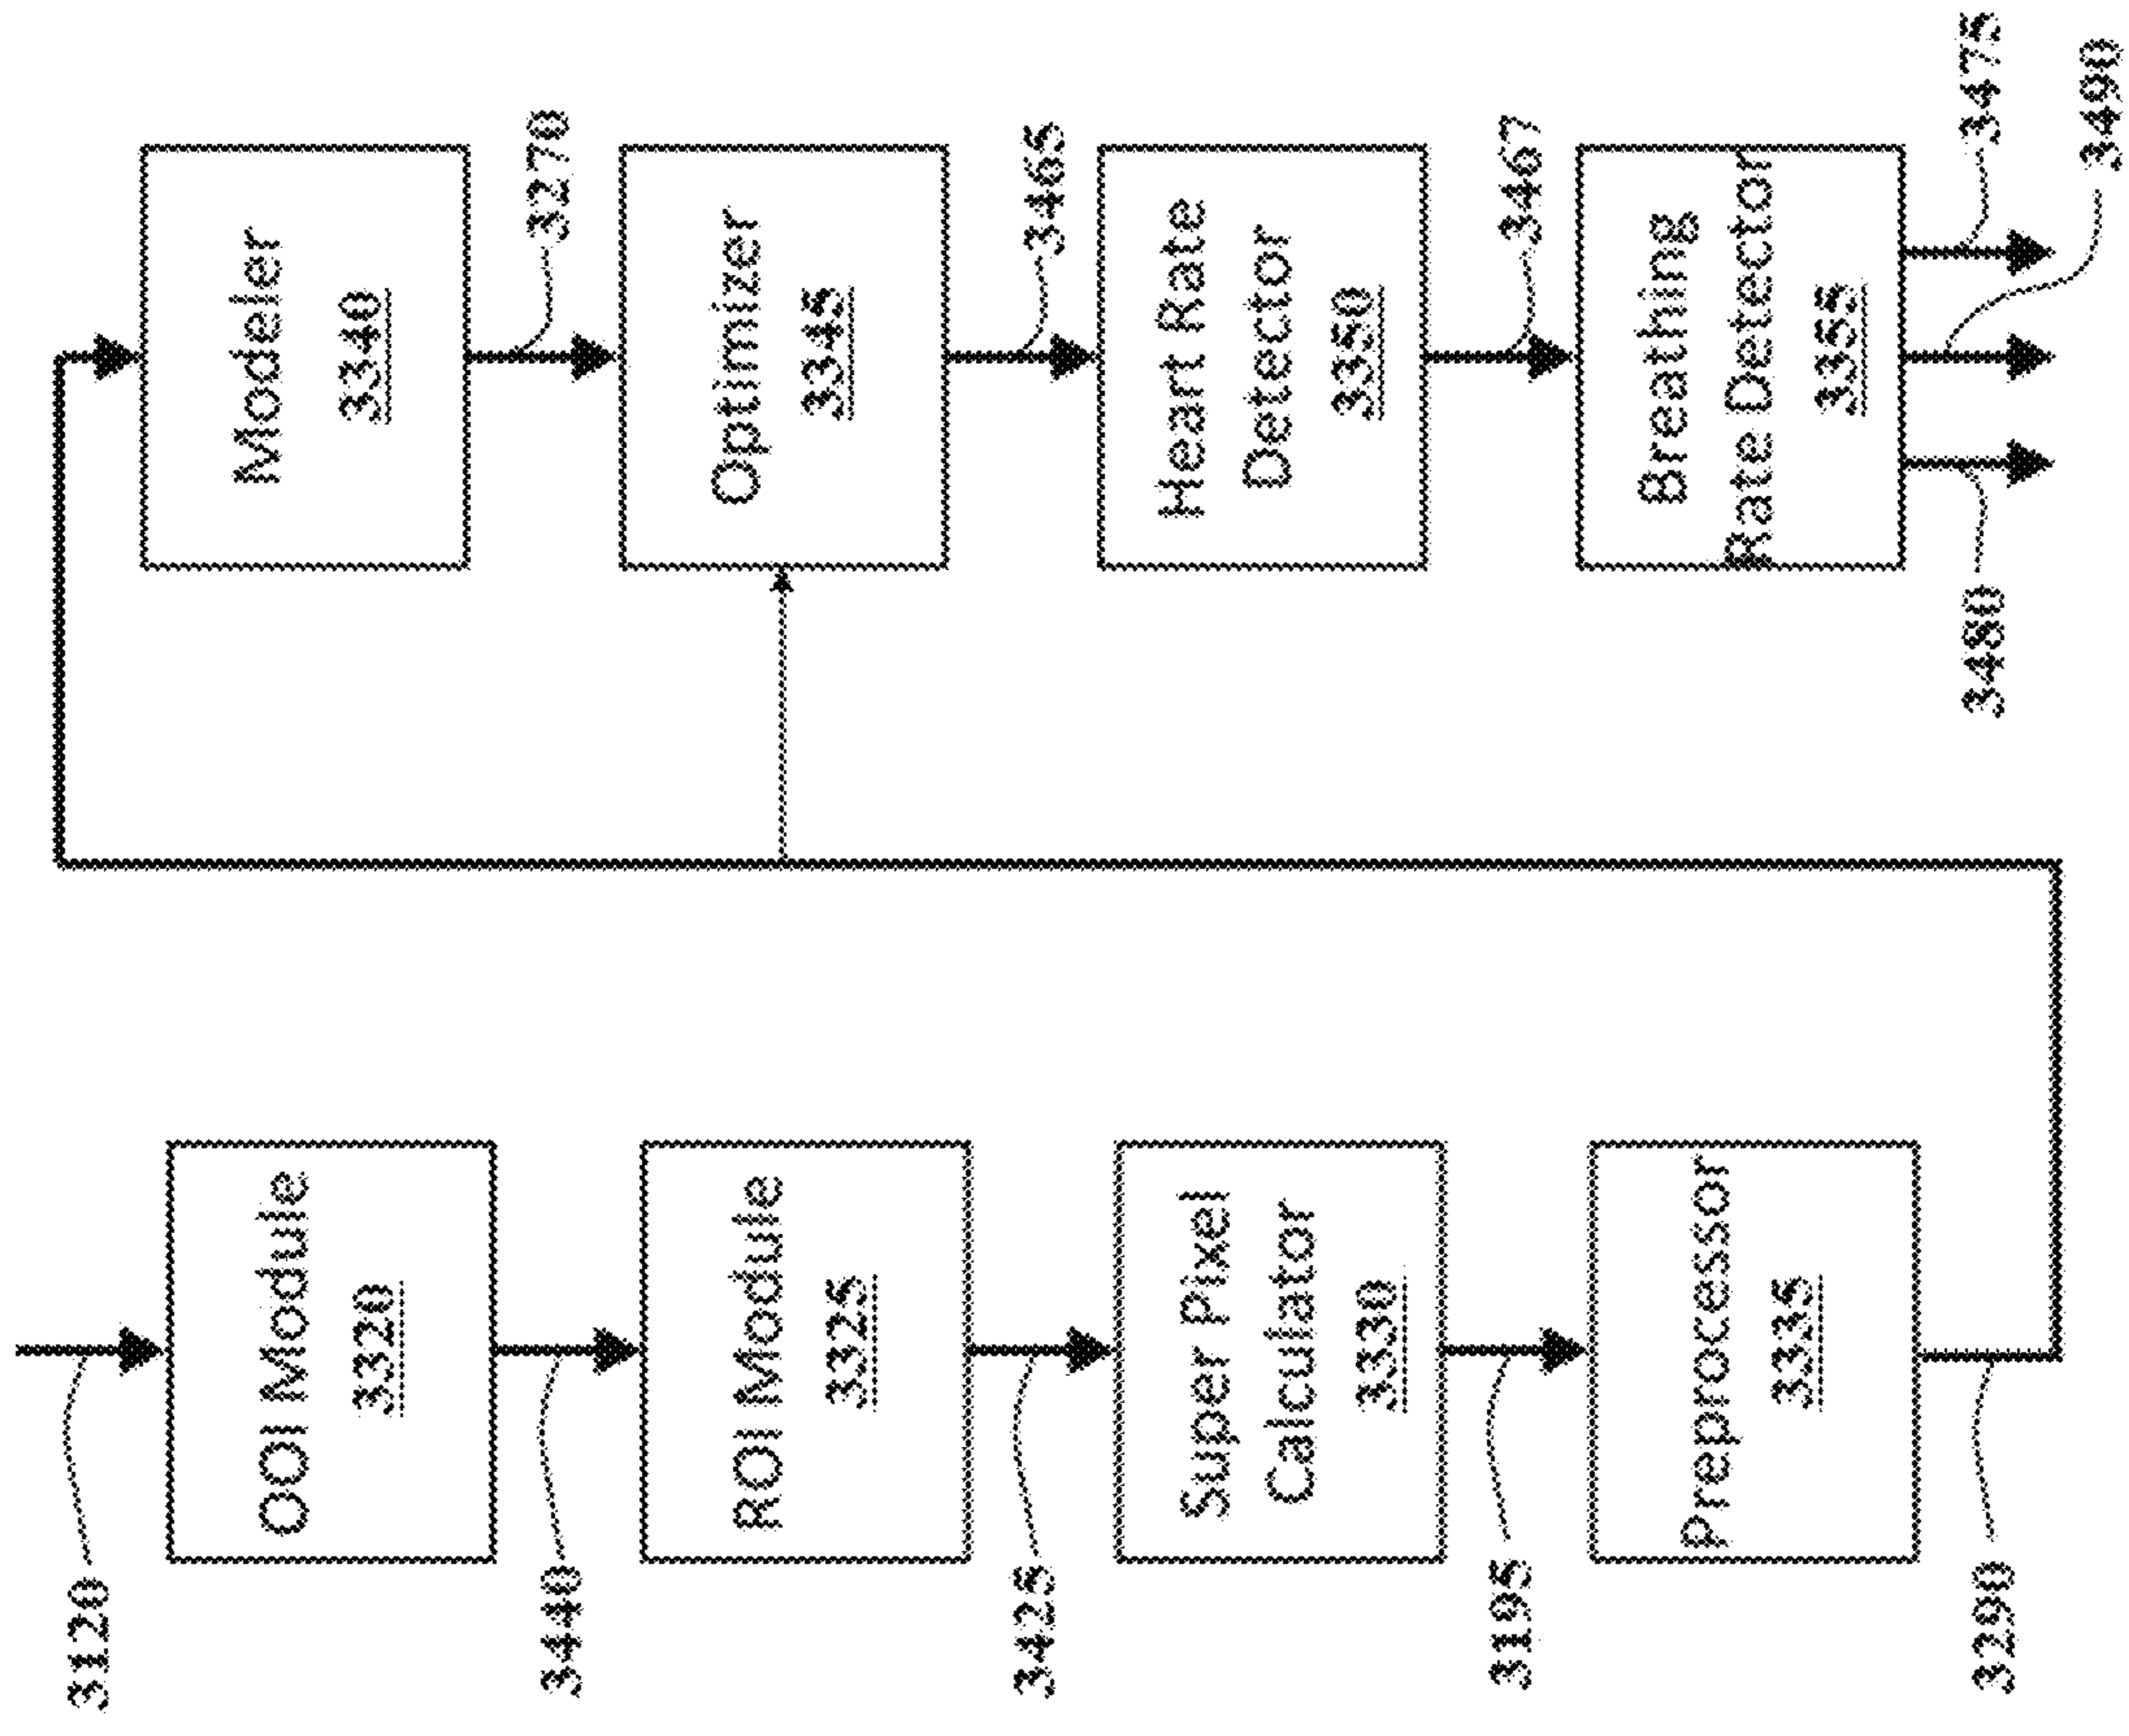 3120
OOI Module
3320
3440
ROI Module
3325
3425
Super Pixel
Calculator
3330
3195
Preprocessor
3335
3290
Modeler
3340
3270
Optimizer
3345
3465
Heart Rate
Detector
3350
3467
Breathing
Rate Detector
3355
3480
3490
3475